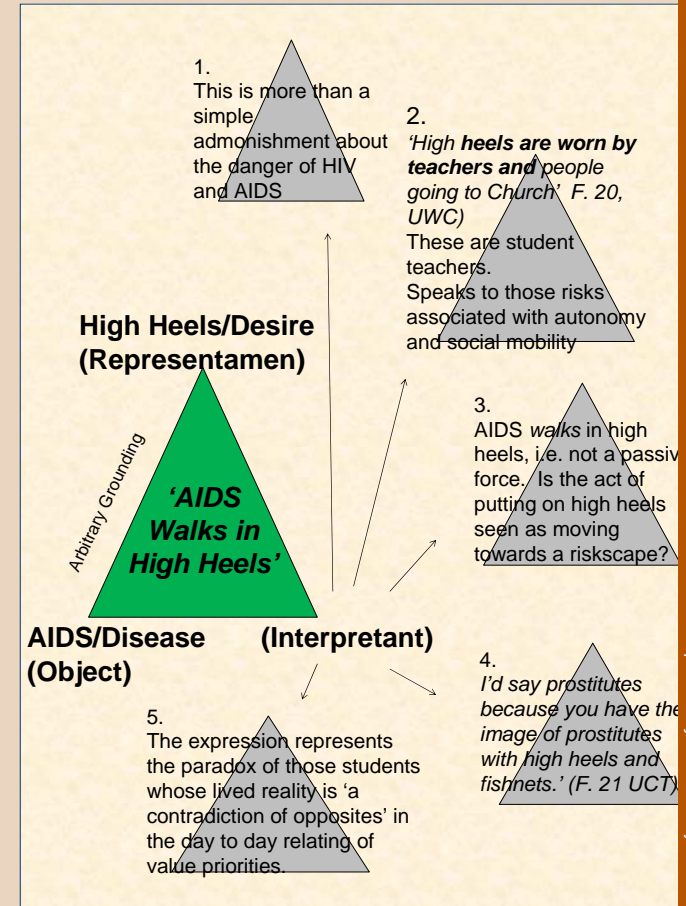 1.
This is more than a
simple
admonishment about
the danger of HIV
and AIDS
2.
‘High heels are worn by
teachers and people
going to Church’ F. 20,
UWC)
These are student
teachers.
Speaks to those risks
associated with autonomy
and social mobility
High Heels/Desire
(Representamen)
Arbitrary Grounding
‘AIDS
Walks in
High Heels’
3.
AIDS walks in high
heels, i.e. not a passiv
force. Is the act of
putting on high heels
seen as moving
towards a riskscape?
AIDS/Disease
(Object)
(Interpretant)
4.
I’d say prostitutes
because you have the
image of prostitutes
with high heels and
fishnets.’ (F. 21 UCT)
5.
The expression represents
the paradox of those students
whose lived reality is ‘a
contradiction of opposites’ in
the day to day relating of
value priorities.